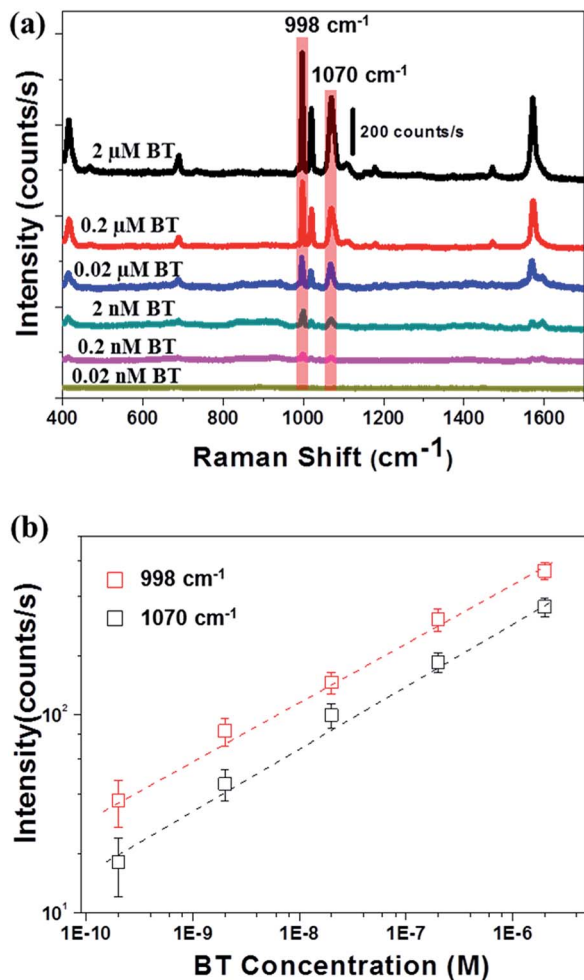 (a)
998 cm⁻¹
1070 cm⁻¹
200 counts/s
2 μM BT
0.2 μM BT
0.02 μM BT
2 nM BT
0.2 nM BT
0.02 nM BT
Intensity (counts/s)
400 600 800 1000 1200 1400 1600
Raman Shift (cm⁻¹)
(b)
998 cm⁻¹
1070 cm⁻¹
Intensity(counts/s)
10²
10¹
1E-10 1E-9 1E-8 1E-7 1E-6
BT Concentration (M)